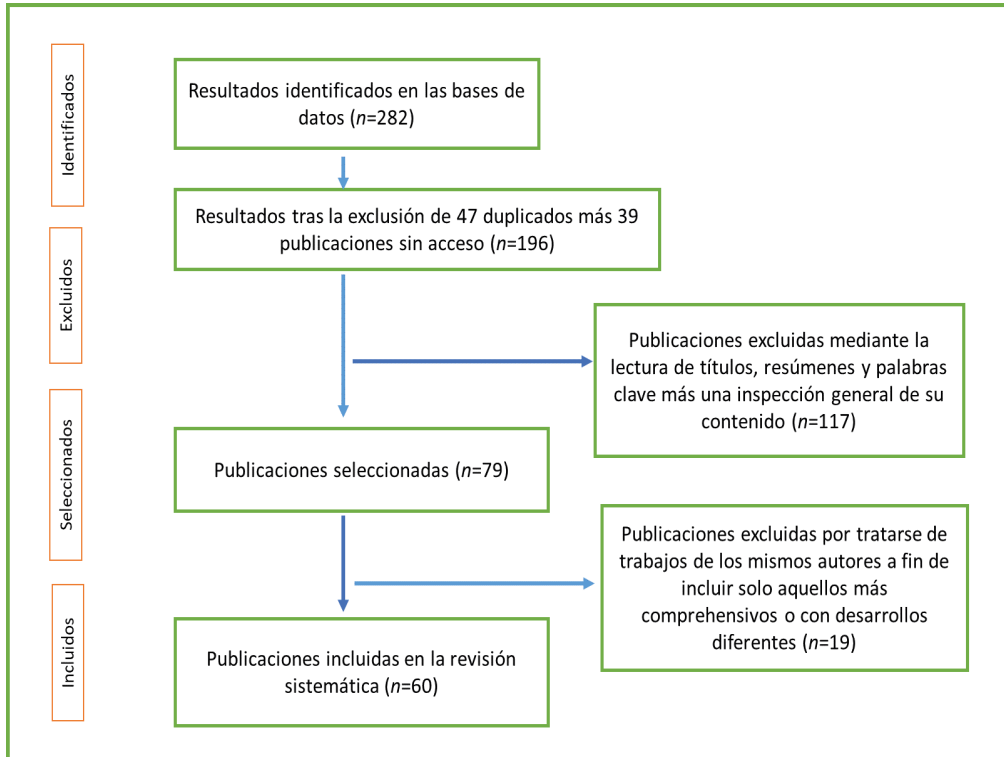 Identificados
Resultados identificados en las bases de
datos (n=282)
Resultados tras la exclusión de 47 duplicados más 39
publicaciones sin acceso (n=196)
Excluidos
Publicaciones excluidas mediante la
lectura de títulos, resúmenes y palabras
clave más una inspección general de su
contenido (n=117)
Seleccionados
Publicaciones seleccionadas (n=79)
Publicaciones excluidas por tratarse de
trabajos de los mismos autores a fin de
incluir solo aquellos más
comprehensivos o con desarrollos
diferentes (n=19)
Incluidos
Publicaciones incluidas en la revisión
sistemática (n=60)